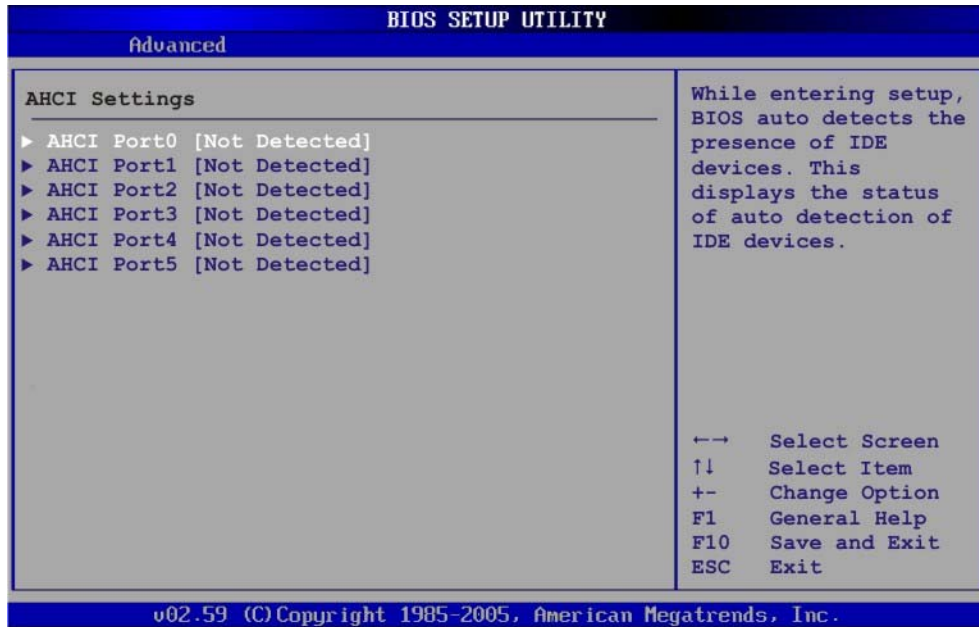 BIOS SETUP UTILITY
Advanced
AHCI Settings
▶ AHCI Port0 [Not Detected]
▶ AHCI Port1 [Not Detected]
▶ AHCI Port2 [Not Detected]
▶ AHCI Port3 [Not Detected]
▶ AHCI Port4 [Not Detected]
▶ AHCI Port5 [Not Detected]
While entering setup,
BIOS auto detects the
presence of IDE
devices. This
displays the status
of auto detection of
IDE devices.
←→ Select Screen
↑↓ Select Item
+- Change Option
F1 General Help
F10 Save and Exit
ESC Exit
v02.59 (C)Copyright 1985-2005, American Megatrends, Inc.